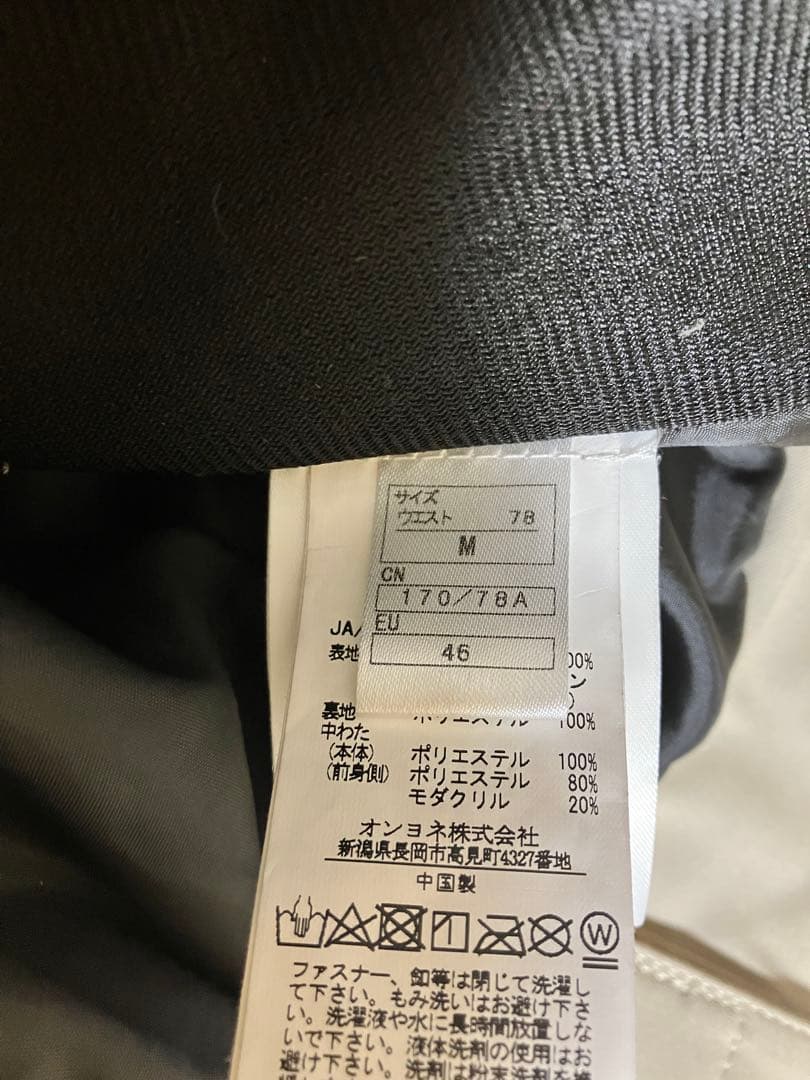 サイズ
ウエスト 78
M
CN
170/78A
EU
46
JA/
表地 00%
ン
)
裏地 ポリエステル 100%
中わた
(本体) ポリエステル 100%
(前身側) ポリエステル 80%
モダクリル 20%
オンヨネ株式会社
新潟県長岡市高見町4327番地
中国製
W
ファスナー、釦等は閉じて洗濯し
て下さい。もみ洗いはお避け下さ
い。洗濯液や水に長時間放置しな
いで下さい。液体洗剤の使用はお
避け下さい。洗剤は粉末洗剤を推